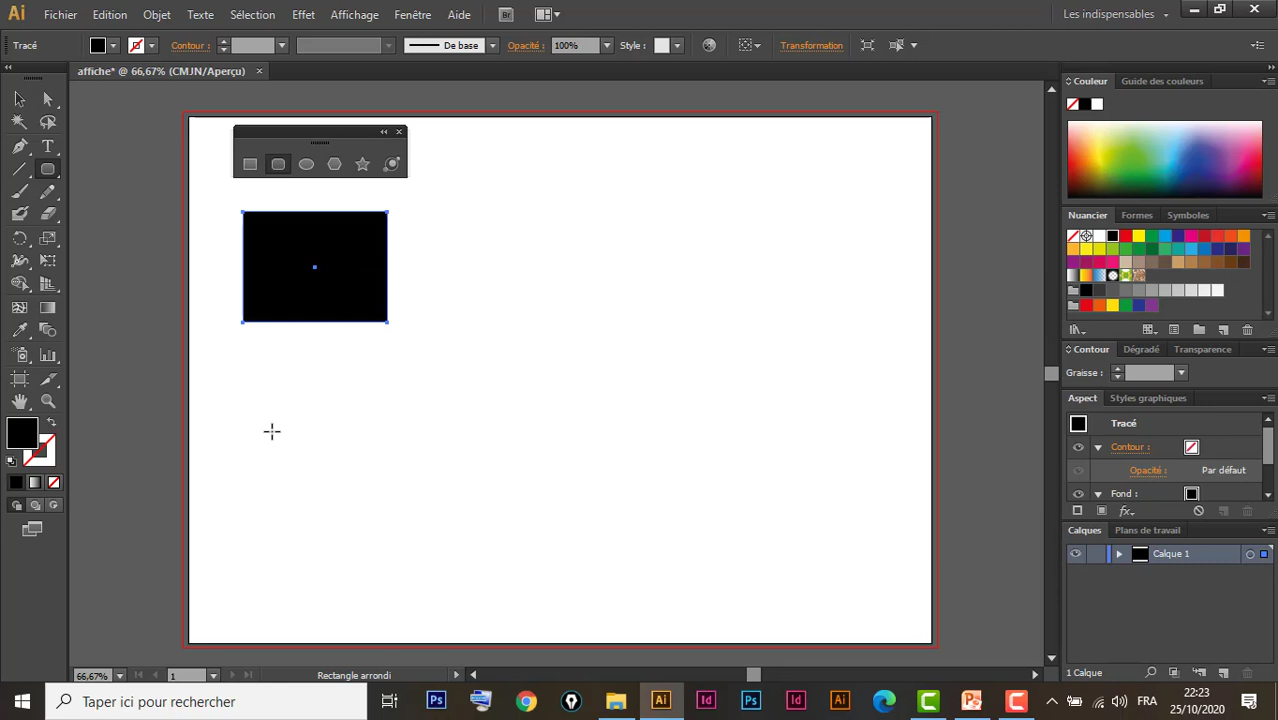 Ai Fichier Edition Objet Texte Sélection Effet Affichage Fenêtre Aide Br Les indispensables
Tracé Contour : De base Opacité : 100% Style : Transformation
affiche* @ 66,67% (CMJN/Aperçu)
Couleur Guide des couleurs
Nuancier Formes Symboles
Contour Dégradé Transparence
Graisse :
Aspect Styles graphiques
Tracé
Contour :
Opacité : Par défaut
Fond :
fx
Calques Plans de travail
Calque 1
1 Calque
66,67% 1 Rectangle arrondi
Taper ici pour rechercher Ps Ai Id Ps Id Ai FRA 22:23
25/10/2020